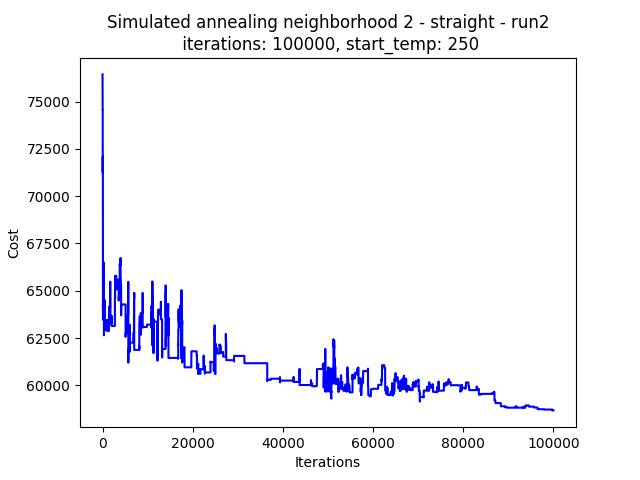 Simulated annealing neighborhood 2 - straight - run2
iterations: 100000, start_temp: 250
75000
72500
70000
67500
65000
62500
60000
Cost
0 20000 40000 60000 80000 100000
Iterations